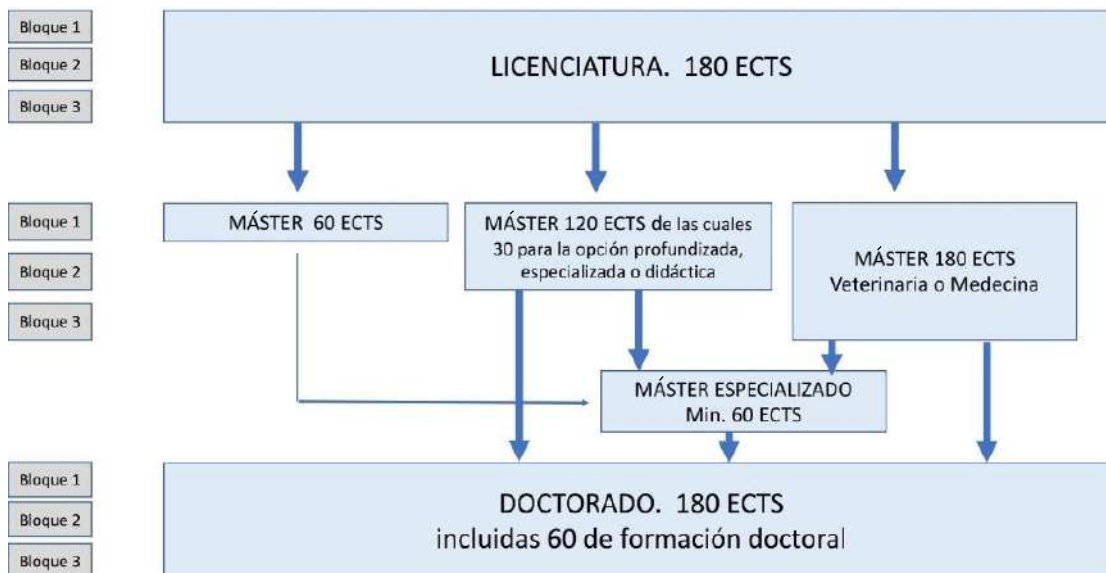 Bloque 1
Bloque 2
Bloque 3
LICENCIATURA. 180 ECTS
Bloque 1
Bloque 2
Bloque 3
MÁSTER 60 ECTS
MÁSTER 120 ECTS de las cuales
30 para la opción profundizada,
especializada o didáctica
MÁSTER 180 ECTS
Veterinaria o Medecina
MÁSTER ESPECIALIZADO
Min. 60 ECTS
Bloque 1
Bloque 2
Bloque 3
DOCTORADO. 180 ECTS
incluidas 60 de formación doctoral